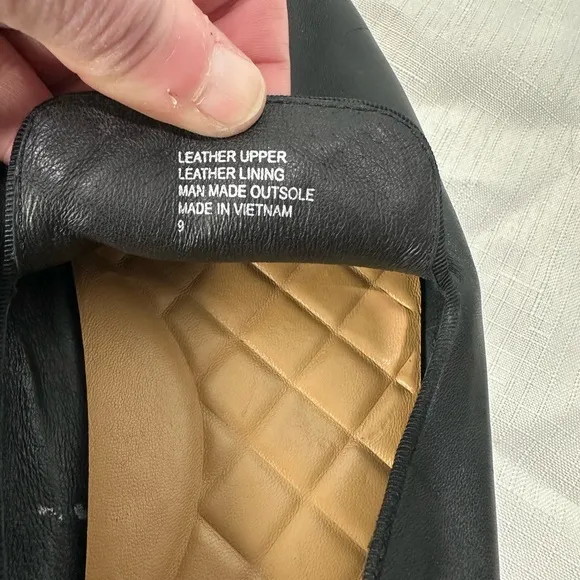 LEATHER UPPER
LEATHER LINING
MAN MADE OUTSOLE
MADE IN VIETNAM
9